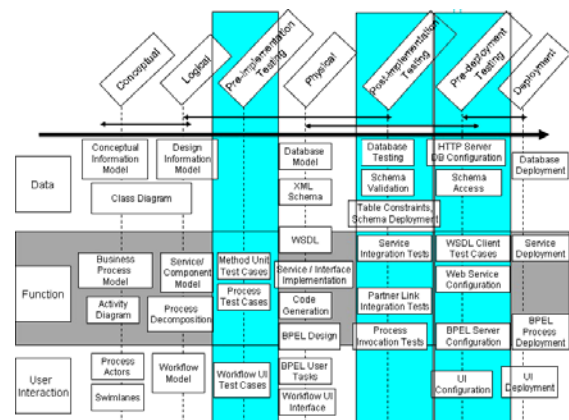 Conceptual
Logical
Pre-implementation
Testing
Physical
Post-implementation
Testing
Pre-deployment
Testing
Deployment
Data
Conceptual
Information
Model
Design
Information
Model
Class Diagram
Database
Model
XML
Schema
Database
Testing
Schema
Validation
Table Constraints,
Schema Deployment
HTTP Server
DB Configuration
Schema
Access
Database
Deployment
Function
Business
Process
Model
Activity
Diagram
Service/
Component
Model
Process
Decomposition
Method Unit
Test Cases
Process
Test Cases
WSDL
Service / Interface
Implementation
Code
Generation
BPEL Design
Service
Integration Tests
Partner Link
Integration Tests
Process
Invocation Tests
WSDL Client
Test Cases
Web Service
Configuration
BPEL Server
Configuration
Service
Deployment
BPEL
Process
Deployment
User
Interaction
Process
Actors
Swimlanes
Workflow
Model
Workflow UI
Test Cases
BPEL User
Tasks
Workflow UI
Interface
UI
Configuration
UI
Deployment